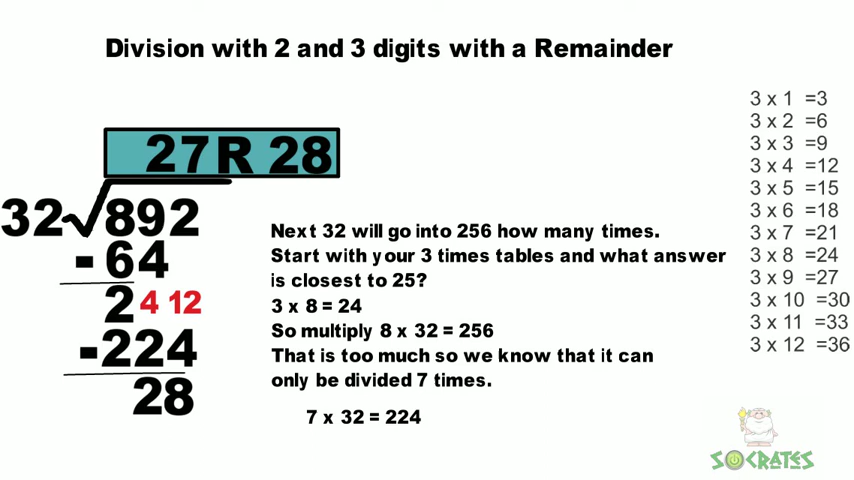 Division with 2 and 3 digits with a Remainder
27 R 28
32 √892
- 64
2 4 12
-224
28
Next 32 will go into 256 how many times.
Start with your 3 times tables and what answer
is closest to 25?
3 x 8 = 24
So multiply 8 x 32 = 256
That is too much so we know that it can
only be divided 7 times.
7 x 32 = 224
3 x 1 =3
3 x 2 =6
3 x 3 =9
3 x 4 =12
3 x 5 =15
3 x 6 =18
3 x 7 =21
3 x 8 =24
3 x 9 =27
3 x 10 =30
3 x 11 =33
3 x 12 =36
SOCRATES